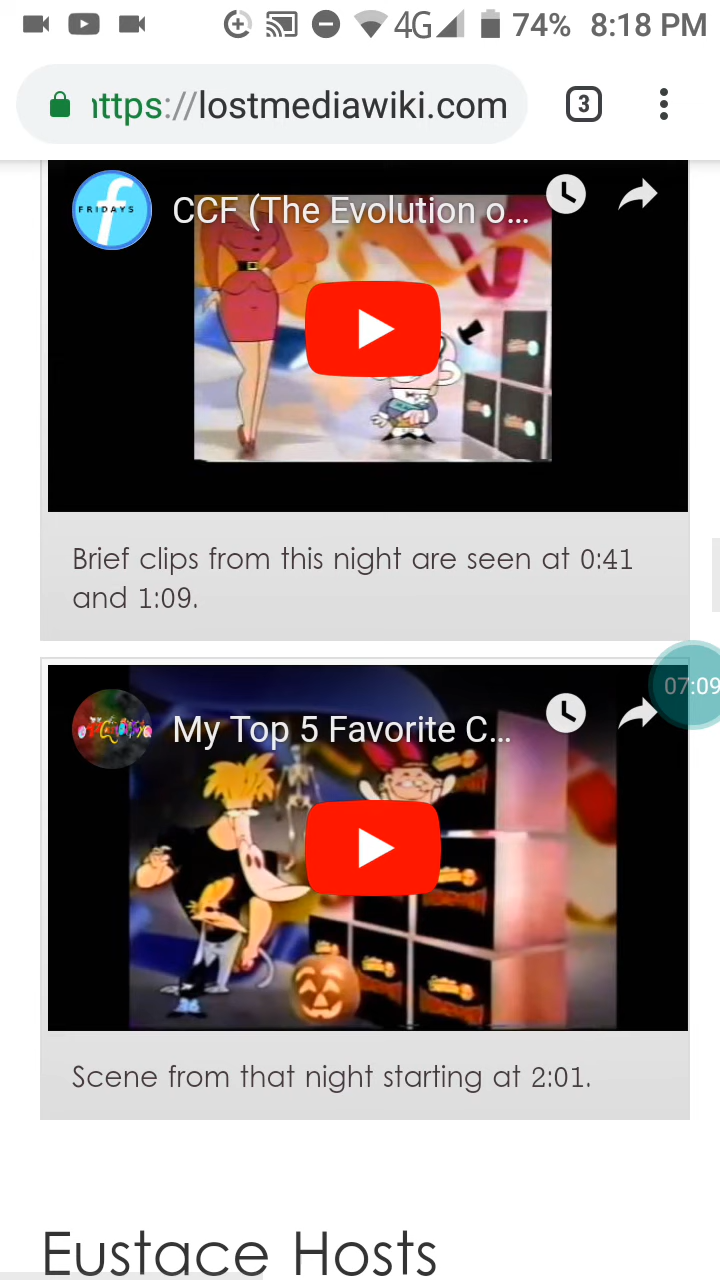 4G 74% 8:18 PM
https://lostmediawiki.com 3
f
FRIDAYS
CCF (The Evolution o...
Brief clips from this night are seen at 0:41
and 1:09.
07:09
My Top 5 Favorite C...
Scene from that night starting at 2:01.
Eustace Hosts